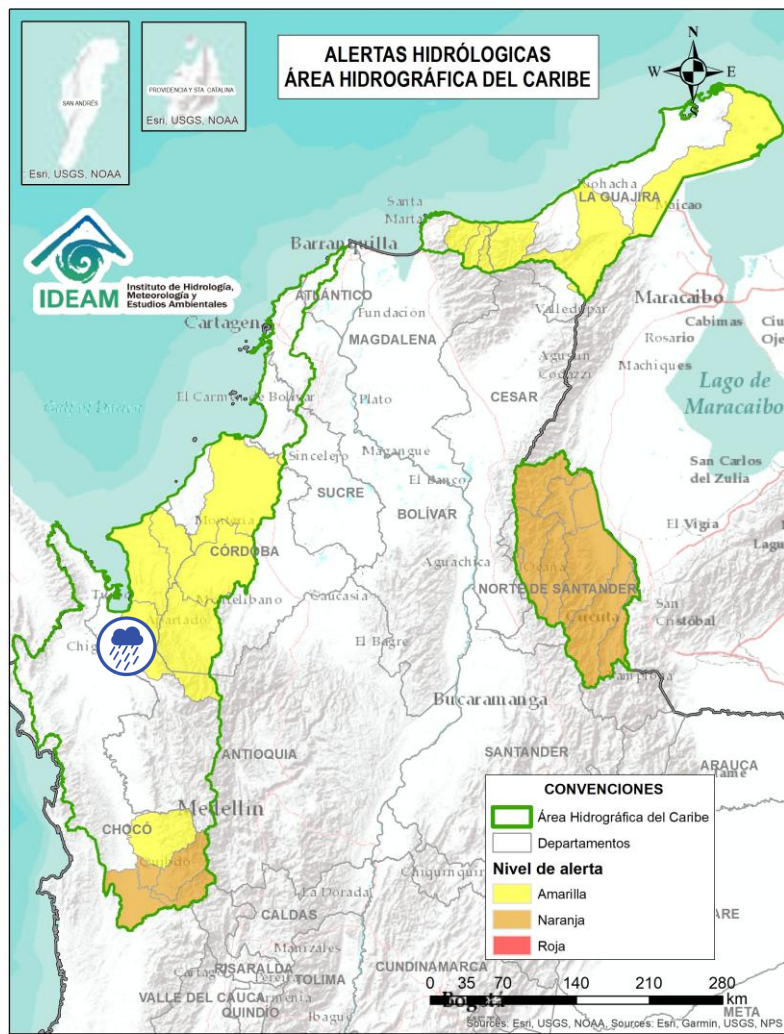 ALERTAS HIDRÓLOGICAS
ÁREA HIDROGRÁFICA DEL CARIBE
SAN ANDRÉS
Esri, USGS, NOAA
PROVIDENCIA Y STA. CATALINA
Esri, USGS, NOAA
N
W
E
S
IDEAM
Instituto de Hidrología,
Meteorología y
Estudios Ambientales
LA GUAJIRA
Maicao
Santa
Marta
Barranquilla
ATLÁNTICO
Fundación
Valledupar
Maracaibo
Cabimas
Rosario
Machiques
MAGDALENA
Agustín
Codazzi
CESAR
Lago de
Maracaibo
El Carmen de Bolívar
Plato
Sincelejo
Magangue
SUCRE
El Banco
BOLÍVAR
San Carlos
del Zulia
El Vigia
Montería
CÓRDOBA
Aguachica
Ocaña
NORTE DE SANTANDER
Montelibano
Caucasia
Cúcuta
San
Cristóbal
El Bagre
Bucaramanga
ANTIOQUIA
SANTANDER
ARAUCA
Medellín
CHOCÓ
Quibdó
La Dorada
CALDAS
Manizales
RISARALDA
TOLIMA
CUNDINAMARCA
VALLE DEL CAUCA
QUINDÍO
Armenia
Ibague
Bogotá
META
CONVENCIONES
Área Hidrográfica del Caribe
Departamentos
Nivel de alerta
Amarilla
Naranja
Roja
0 35 70 140 210 280
km
Sources: Esri, USGS, NOAA, Sources: Esri, Garmin, USGS, NPS